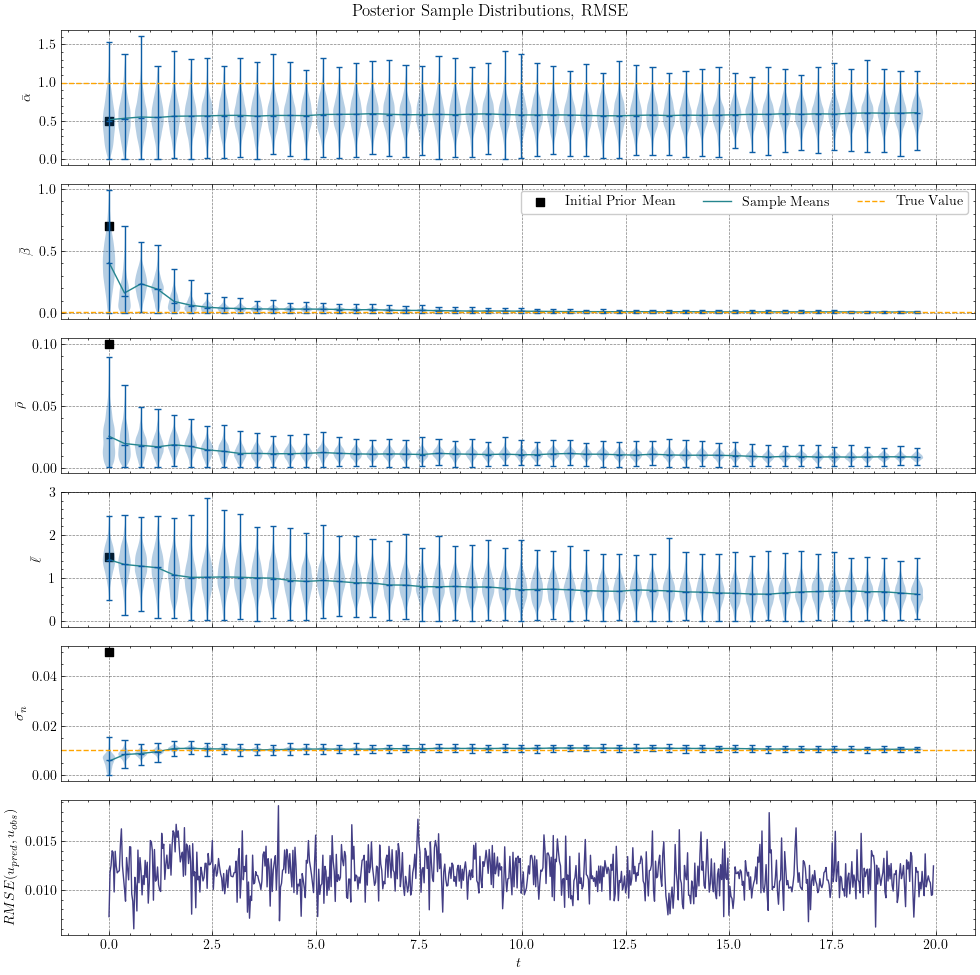 Posterior Sample Distributions, RMSE
1.5
1.0
0.5
0.0
ᾱ
1.0
0.5
0.0
β̄
Initial Prior Mean
Sample Means
True Value
0.10
0.05
0.00
ρ̄
3
2
1
0
ℓ̄
0.04
0.02
0.00
σ̄ₙ
0.015
0.010
RMSE(u_pred, u_obs)
0.0 2.5 5.0 7.5 10.0 12.5 15.0 17.5 20.0
t